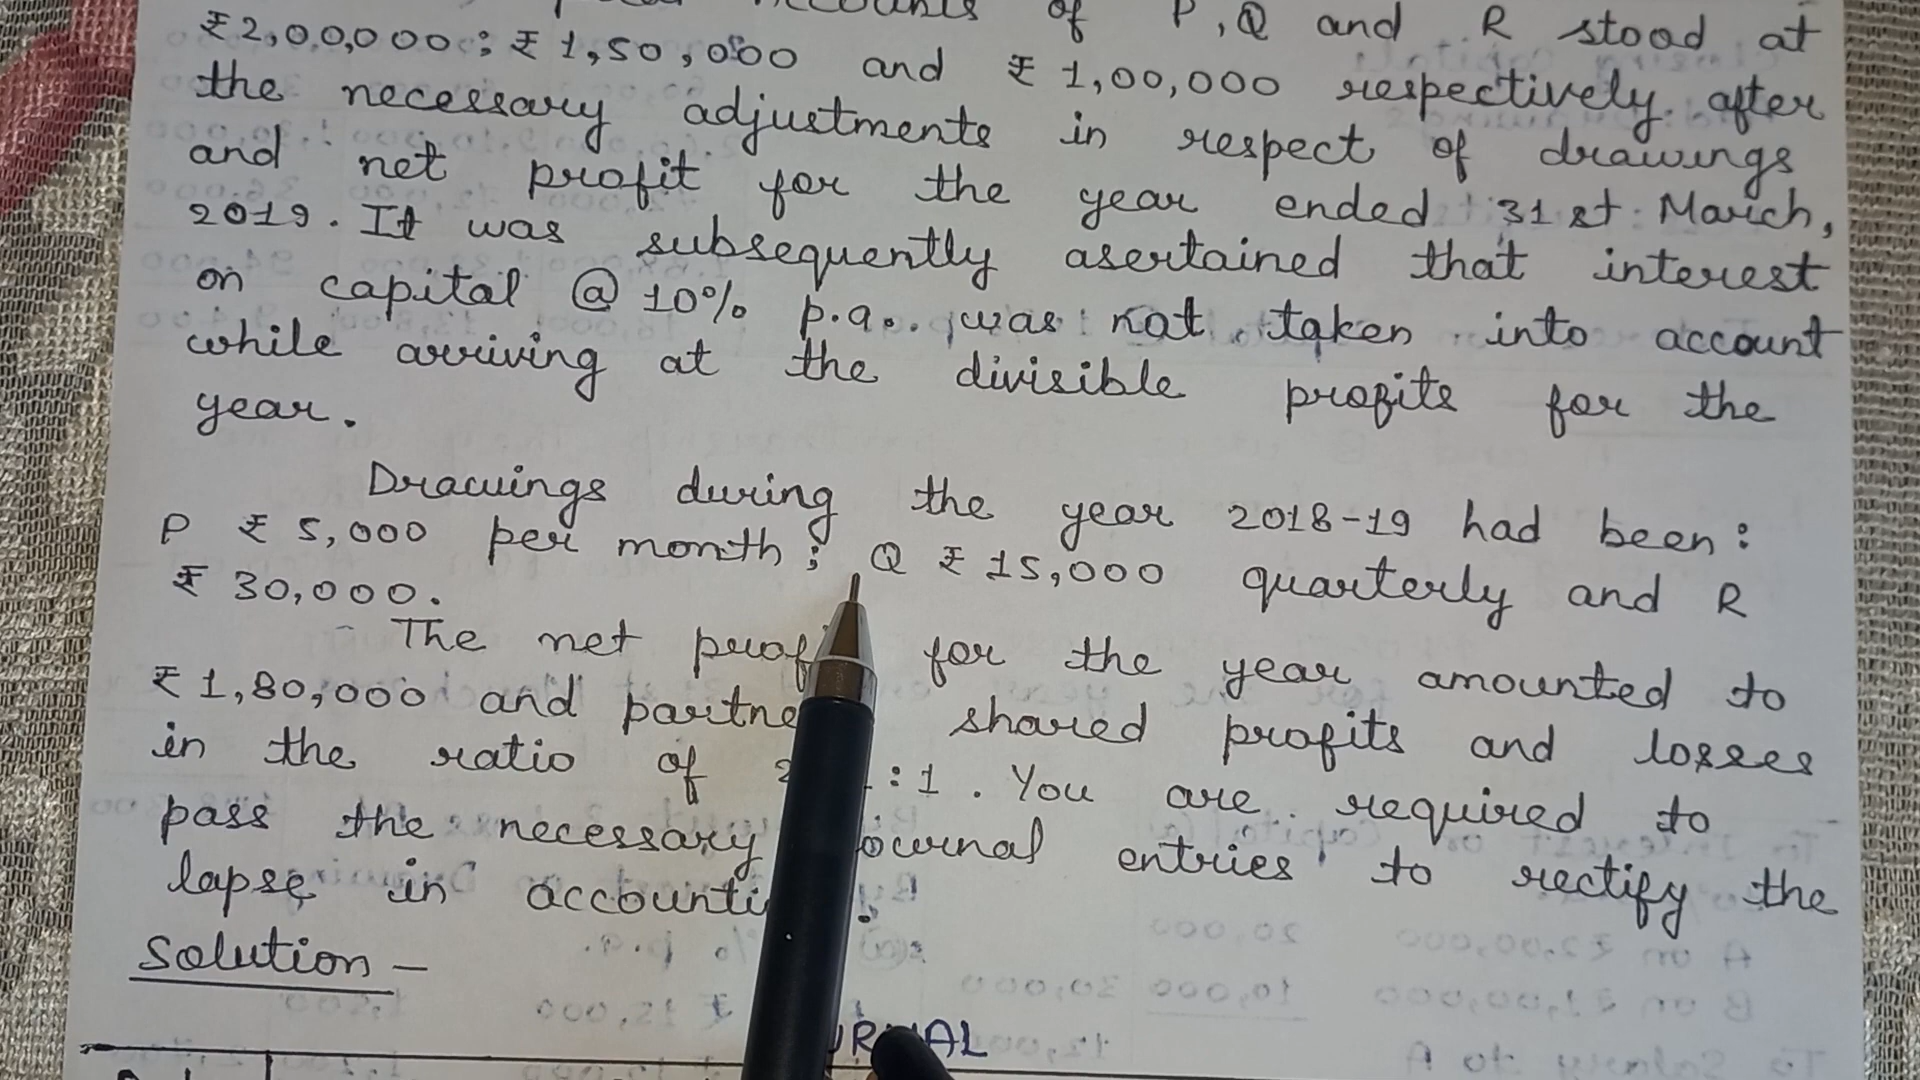 accounts of P, Q and R stood at
₹2,00,000; ₹1,50,000 and ₹1,00,000 respectively after
the necessary adjustments in respect of drawings
and net profit for the year ended 31st March,
2019. It was subsequently asertained that interest
on capital @ 10% p.a. was not taken into account
while arriving at the divisible profits for the
year.
Drawings during the year 2018-19 had been:
P ₹ 5,000 per month; Q ₹ 15,000 quarterly and R
₹ 30,000.
The net prof for the year amounted to
₹1,80,000 and partne shared profits and losses
in the ratio of 2 :1. You are required to
pass the necessary journal entries to rectify the
lapse in accounti .
Solution -
URNAL